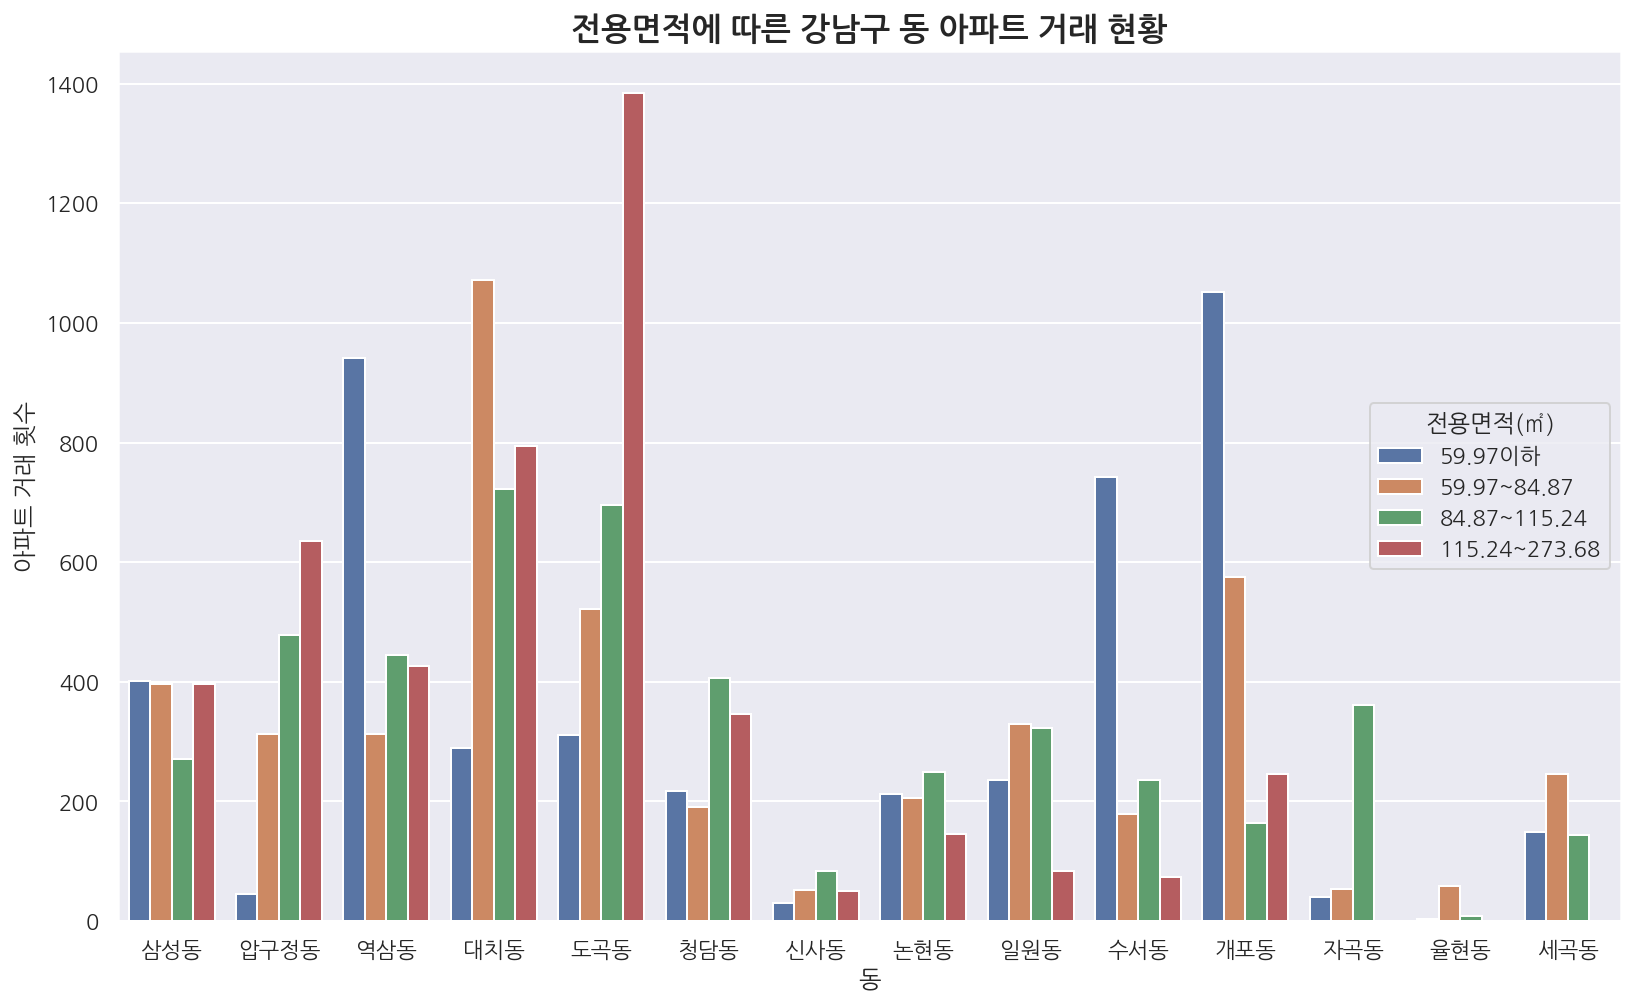 전용면적에 따른 강남구 동 아파트 거래 현황
아파트 거래 횟수
1400
1200
1000
800
600
400
200
0
전용면적(㎡)
59.97이하
59.97~84.87
84.87~115.24
115.24~273.68
삼성동 압구정동 역삼동 대치동 도곡동 청담동 신사동 논현동 일원동 수서동 개포동 자곡동 율현동 세곡동
동